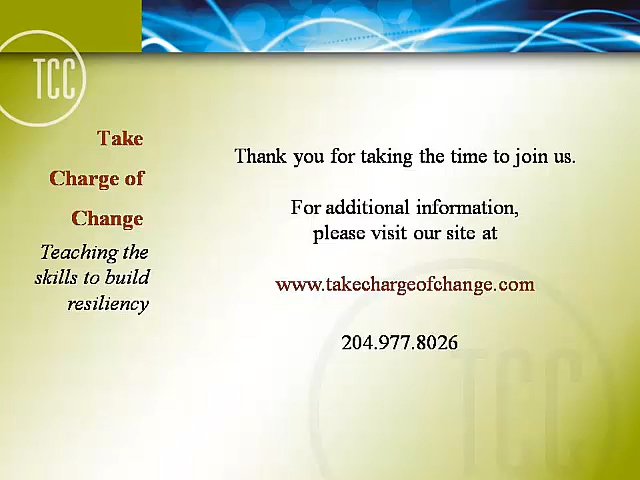 TCC
Take
Charge of
Change
Teaching the
skills to build
resiliency
Thank you for taking the time to join us.
For additional information,
please visit our site at
www.takechargeofchange.com
204.977.8026
TCC